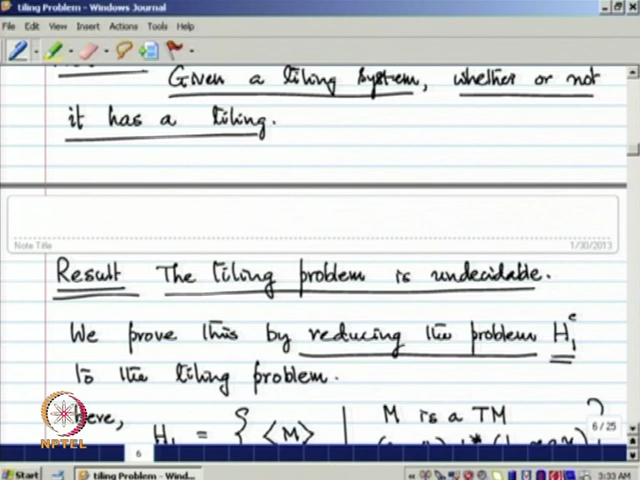 tiling Problem - Windows Journal
File Edit View Insert Actions Tools Help
Given a tiling system, whether or not
it has a tiling.
Note Title
1/30/2013
Result The tiling problem is undecidable.
We prove this by reducing the problem H₁ᶜ
to the tiling problem.
here,
H₁ = { ⟨M⟩ | M is a TM
6 / 25
NPTEL
6
Start
tiling Problem - Win...
3:33 AM